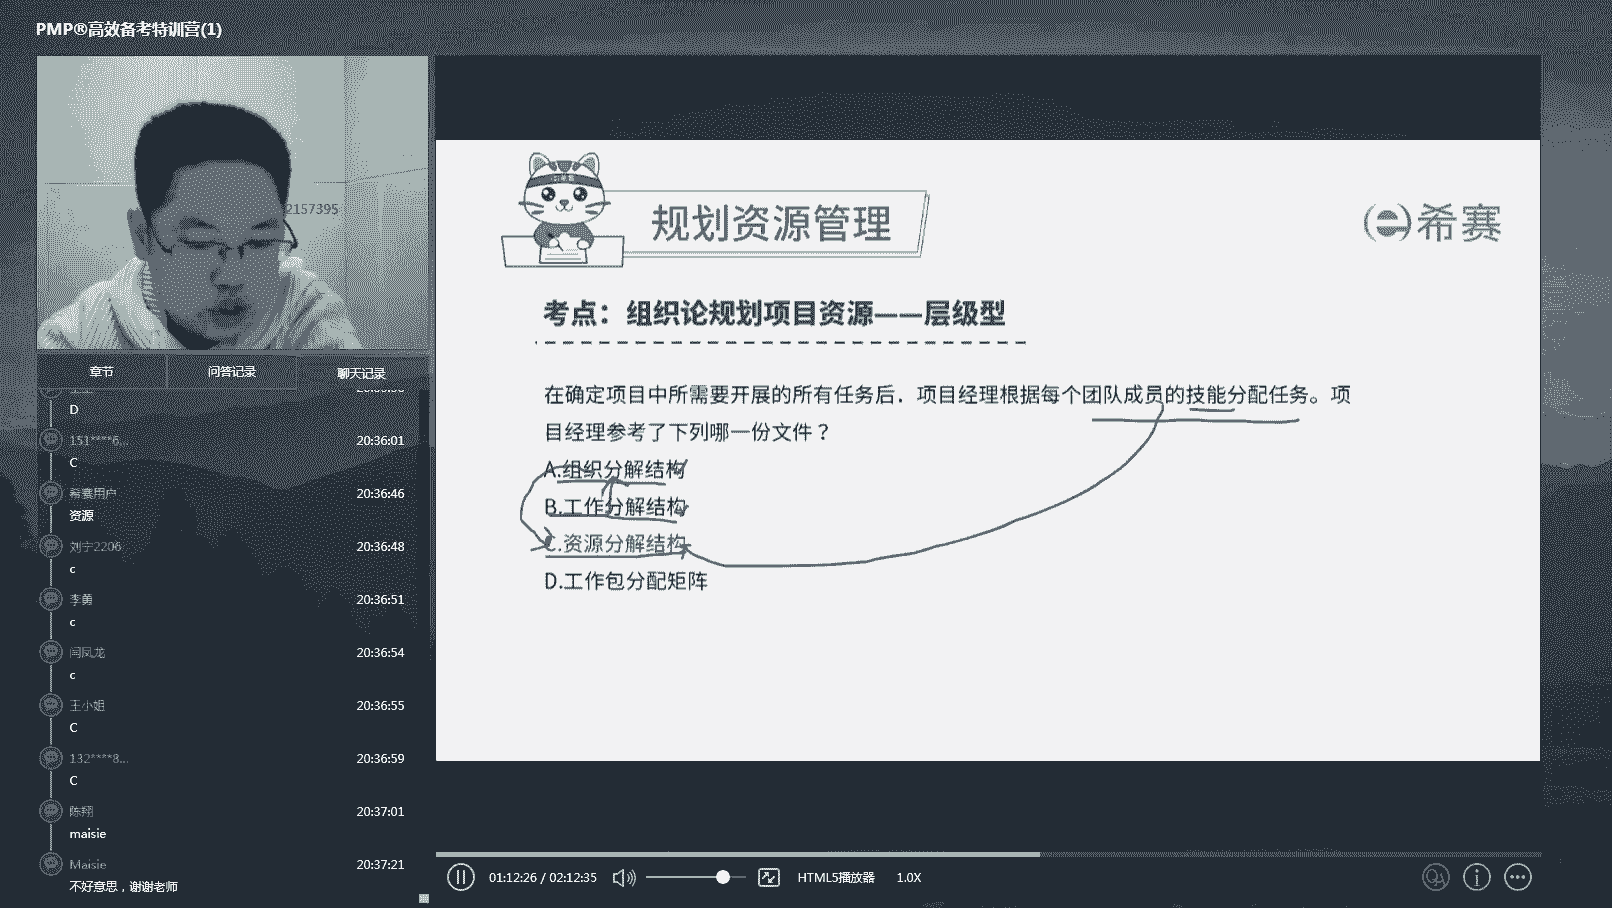 PMP®高效备考特训营(1)
2157395
规划资源管理
希赛
考点：组织论规划项目资源——层级型
在确定项目中所需要开展的所有任务后．项目经理根据每个团队成员的技能分配任务。项
目经理参考了下列哪一份文件？
A.组织分解结构
B.工作分解结构
C.资源分解结构
D.工作包分配矩阵
章节
问答记录
聊天记录
D
151****6... 20:36:01
C
希赛用户 20:36:46
资源
刘宁2206 20:36:48
c
李勇 20:36:51
c
闫凤龙 20:36:54
c
王小姐 20:36:55
C
132****8... 20:36:59
C
陈翔 20:37:01
maisie
Maisie 20:37:21
不好意思，谢谢老师
01:12:26 / 02:12:35
HTML5播放器
1.0X